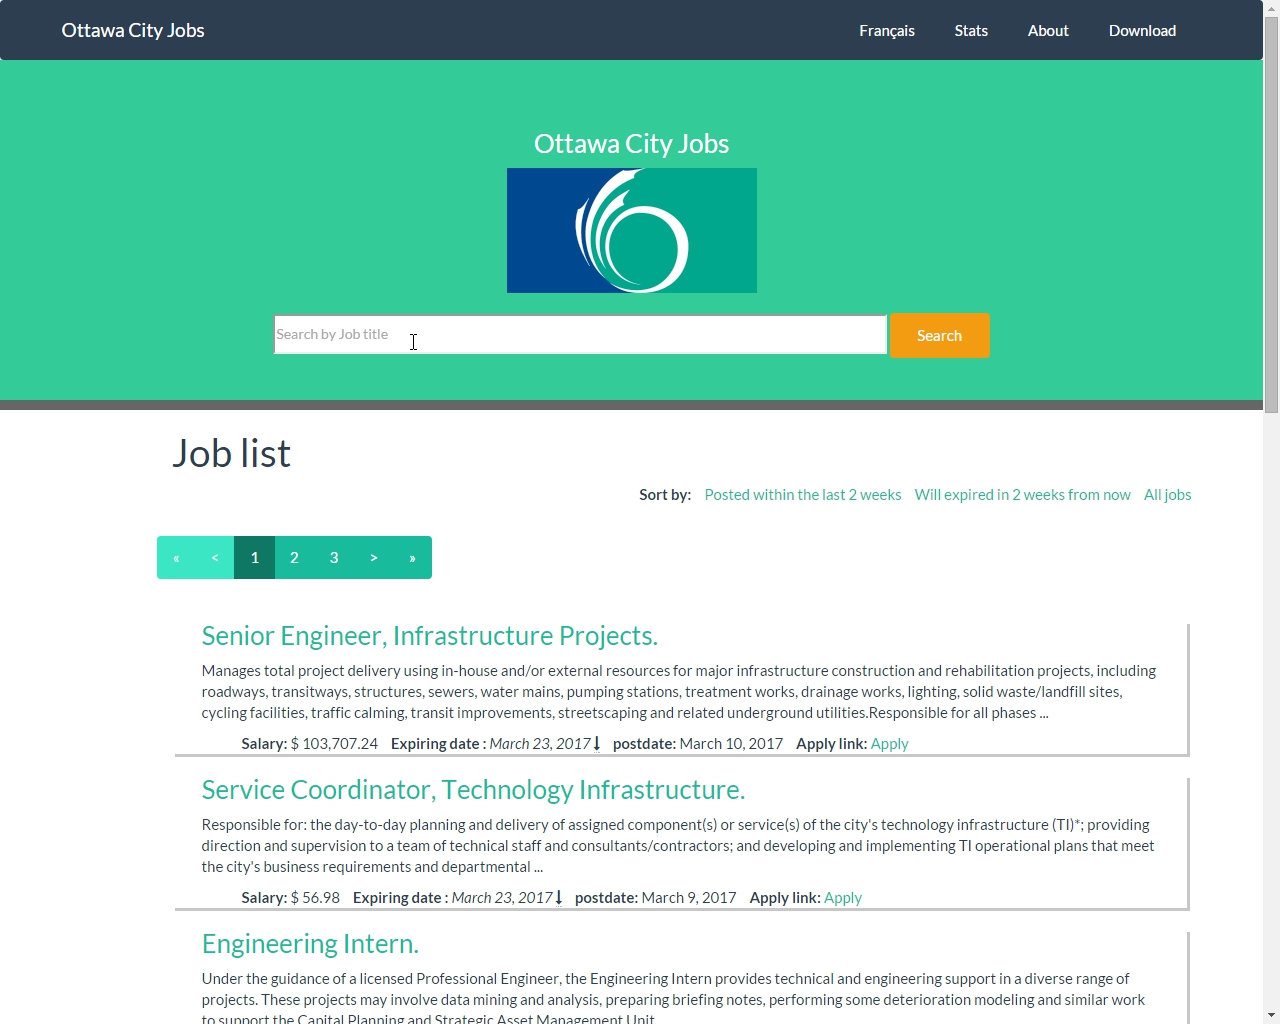 Ottawa City Jobs
Français Stats About Download
Ottawa City Jobs
Search by Job title
Search
Job list
Sort by: Posted within the last 2 weeks Will expired in 2 weeks from now All jobs
« < 1 2 3 > »
Senior Engineer, Infrastructure Projects.
Manages total project delivery using in-house and/or external resources for major infrastructure construction and rehabilitation projects, including
roadways, transitways, structures, sewers, water mains, pumping stations, treatment works, drainage works, lighting, solid waste/landfill sites,
cycling facilities, traffic calming, transit improvements, streetscaping and related underground utilities.Responsible for all phases ...
Salary: $ 103,707.24 Expiring date : March 23, 2017 postdate: March 10, 2017 Apply link: Apply
Service Coordinator, Technology Infrastructure.
Responsible for: the day-to-day planning and delivery of assigned component(s) or service(s) of the city's technology infrastructure (TI)*; providing
direction and supervision to a team of technical staff and consultants/contractors; and developing and implementing TI operational plans that meet
the city's business requirements and departmental ...
Salary: $ 56.98 Expiring date : March 23, 2017 postdate: March 9, 2017 Apply link: Apply
Engineering Intern.
Under the guidance of a licensed Professional Engineer, the Engineering Intern provides technical and engineering support in a diverse range of
projects. These projects may involve data mining and analysis, preparing briefing notes, performing some deterioration modeling and similar work
to support the Capital Planning and Strategic Asset Management Unit.